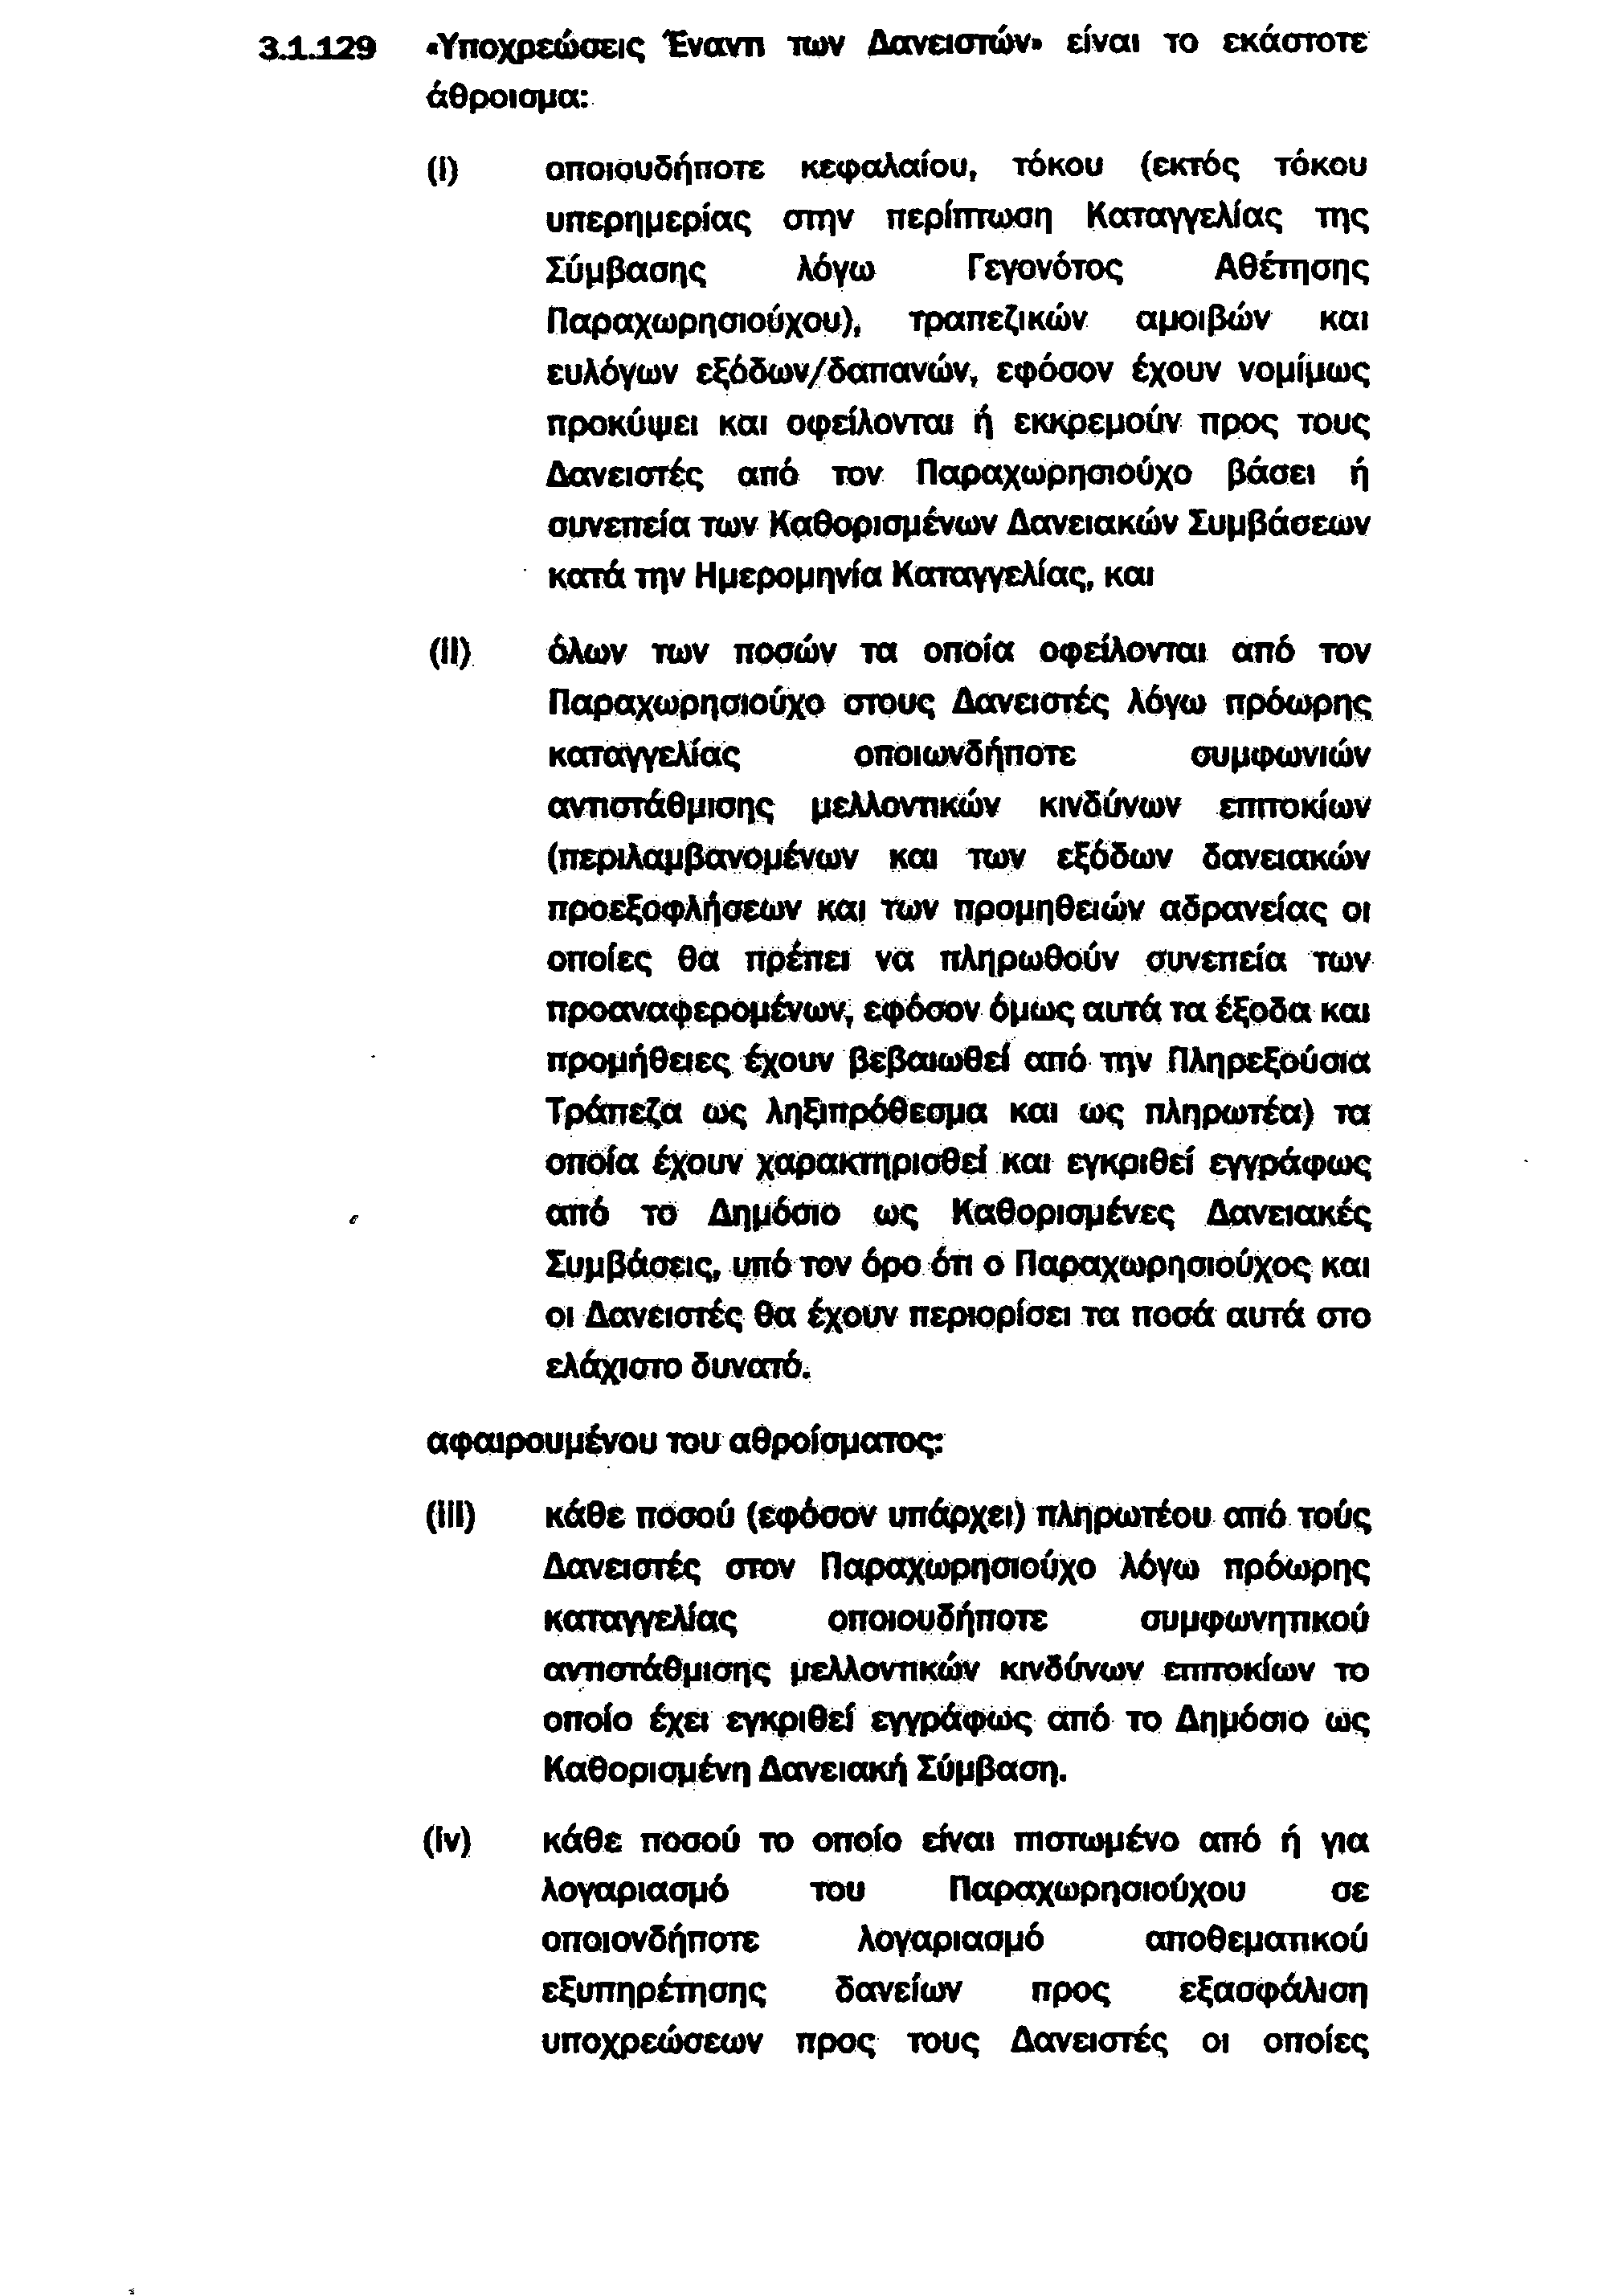 3.1.129 «Υποχρεώσεις Έναντι των Δανειστών» είναι το εκάστοτε
άθροισμα:
(i) οποιουδήποτε κεφαλαίου, τόκου (εκτός τόκου
υπερημερίας στην περίπτωση Καταγγελίας της
Σύμβασης λόγω Γεγονότος Αθέτησης
Παραχωρησιούχου), τραπεζικών αμοιβών και
ευλόγων εξόδων/δαπανών, εφόσον έχουν νομίμως
προκύψει και οφείλονται ή εκκρεμούν προς τους
Δανειστές από τον Παραχωρησιούχο βάσει ή
συνεπεία των Καθορισμένων Δανειακών Συμβάσεων
κατά την Ημερομηνία Καταγγελίας, και
(ii) όλων των ποσών τα οποία οφείλονται από τον
Παραχωρησιούχο στους Δανειστές λόγω πρόωρης
καταγγελίας οποιωνδήποτε συμφωνιών
αντιστάθμισης μελλοντικών κινδύνων επιτοκίων
(περιλαμβανομένων και των εξόδων δανειακών
προεξοφλήσεων και των προμηθειών αδρανείας οι
οποίες θα πρέπει να πληρωθούν συνεπεία των
προαναφερομένων, εφόσον όμως αυτά τα έξοδα και
προμήθειες έχουν βεβαιωθεί από την Πληρεξούσια
Τράπεζα ως ληξιπρόθεσμα και ως πληρωτέα) τα
οποία έχουν χαρακτηρισθεί και εγκριθεί εγγράφως
από το Δημόσιο ως Καθορισμένες Δανειακές
Συμβάσεις, υπό τον όρο ότι ο Παραχωρησιούχος και
οι Δανειστές θα έχουν περιορίσει τα ποσά αυτά στο
ελάχιστο δυνατό.
αφαιρουμένου του αθροίσματος:
(iii) κάθε ποσού (εφόσον υπάρχει) πληρωτέου από τούς
Δανειστές στον Παραχωρησιούχο λόγω πρόωρης
καταγγελίας οποιουδήποτε συμφωνητικού
αντιστάθμισης μελλοντικών κινδύνων επιτοκίων το
οποίο έχει εγκριθεί εγγράφως από το Δημόσιο ως
Καθορισμένη Δανειακή Σύμβαση.
(iv) κάθε ποσού το οποίο είναι πιστωμένο από ή για
λογαριασμό του Παραχωρησιούχου σε
οποιονδήποτε λογαριασμό αποθεματικού
εξυπηρέτησης δανείων προς εξασφάλιση
υποχρεώσεων προς τους Δανειστές οι οποίες